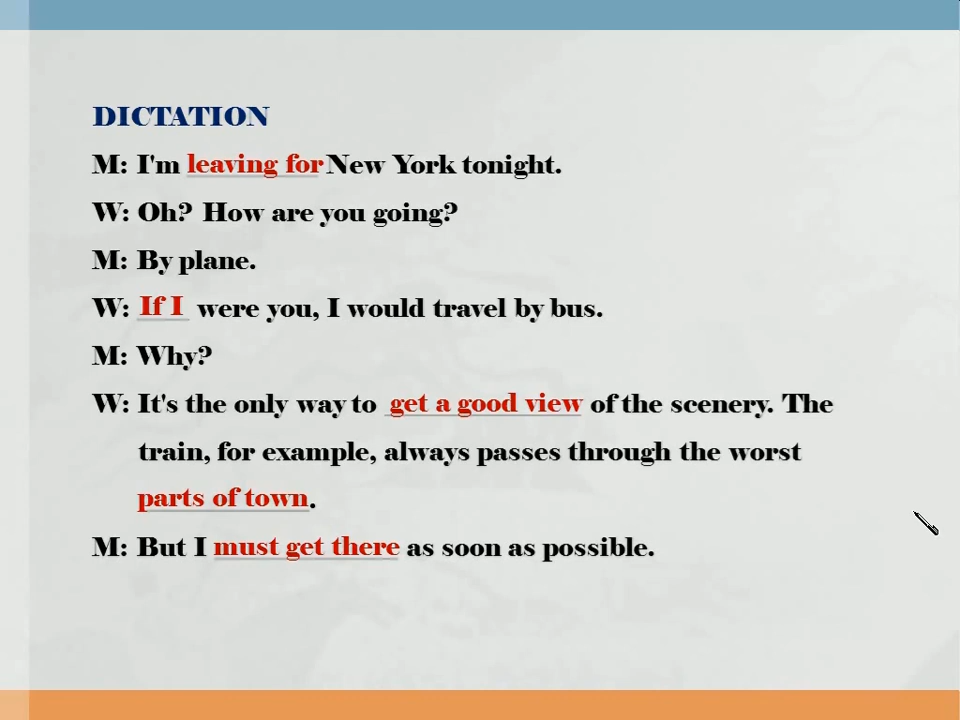 DICTATION
M: I'm leaving for New York tonight.
W: Oh? How are you going?
M: By plane.
W: If I were you, I would travel by bus.
M: Why?
W: It's the only way to get a good view of the scenery. The
train, for example, always passes through the worst
parts of town.
M: But I must get there as soon as possible.